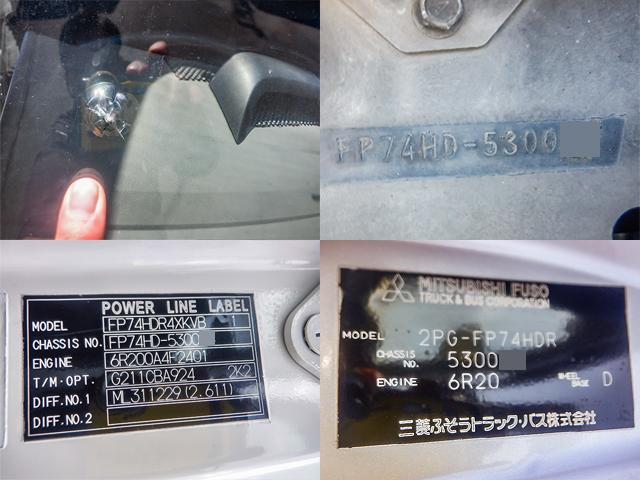 FP74HD-5300
POWER LINE LABEL
MODEL FP74HDR4XKVB
CHASSIS NO. FP74HD-5300
ENGINE 6R200A4E2401
T/M・OPT. G211CBA924 2K2
DIFF.NO.1 ML311229(2.611)
DIFF.NO.2
MITSUBISHI FUSO
TRUCK & BUS CORPORATION
MODEL 2PG-FP74HDR
CHASSIS NO. 5300
ENGINE 6R20 WHEEL BASE D
三菱ふそうトラック・バス株式会社